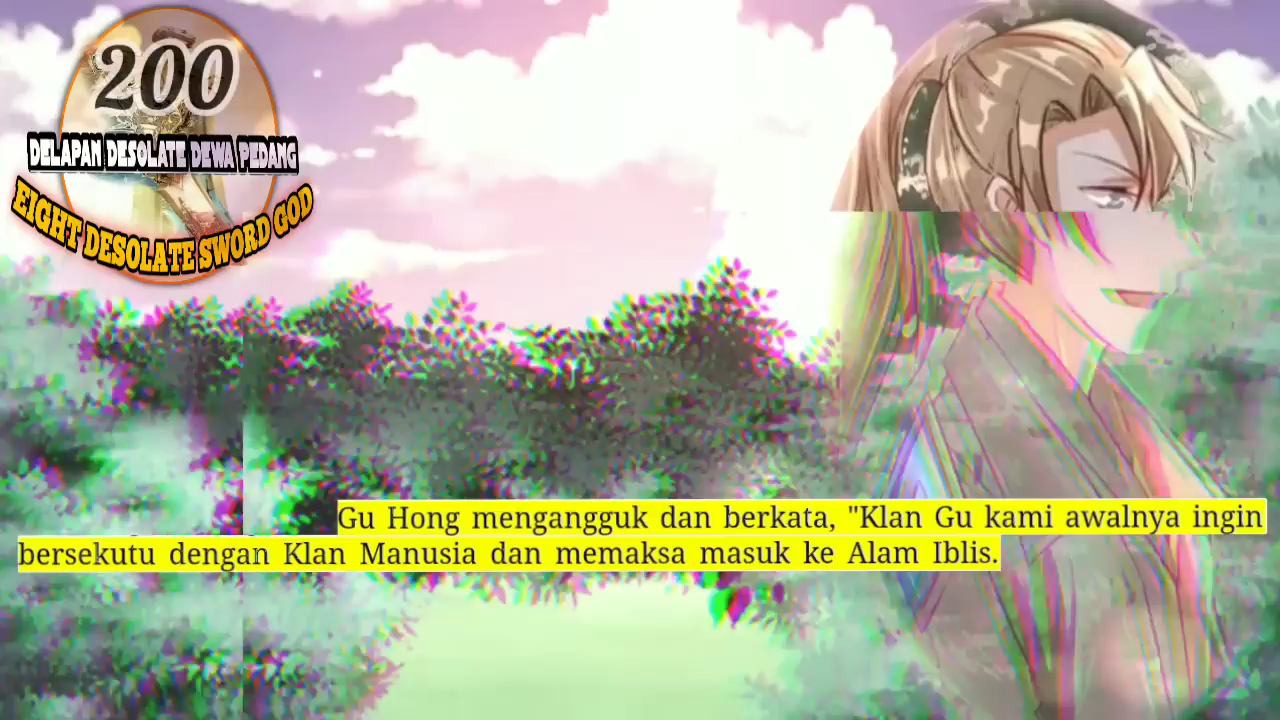 200
DELAPAN DESOLATE DEWA PEDANG
EIGHT DESOLATE SWORD GOD
Gu Hong mengangguk dan berkata, "Klan Gu kami awalnya ingin
bersekutu dengan Klan Manusia dan memaksa masuk ke Alam Iblis.